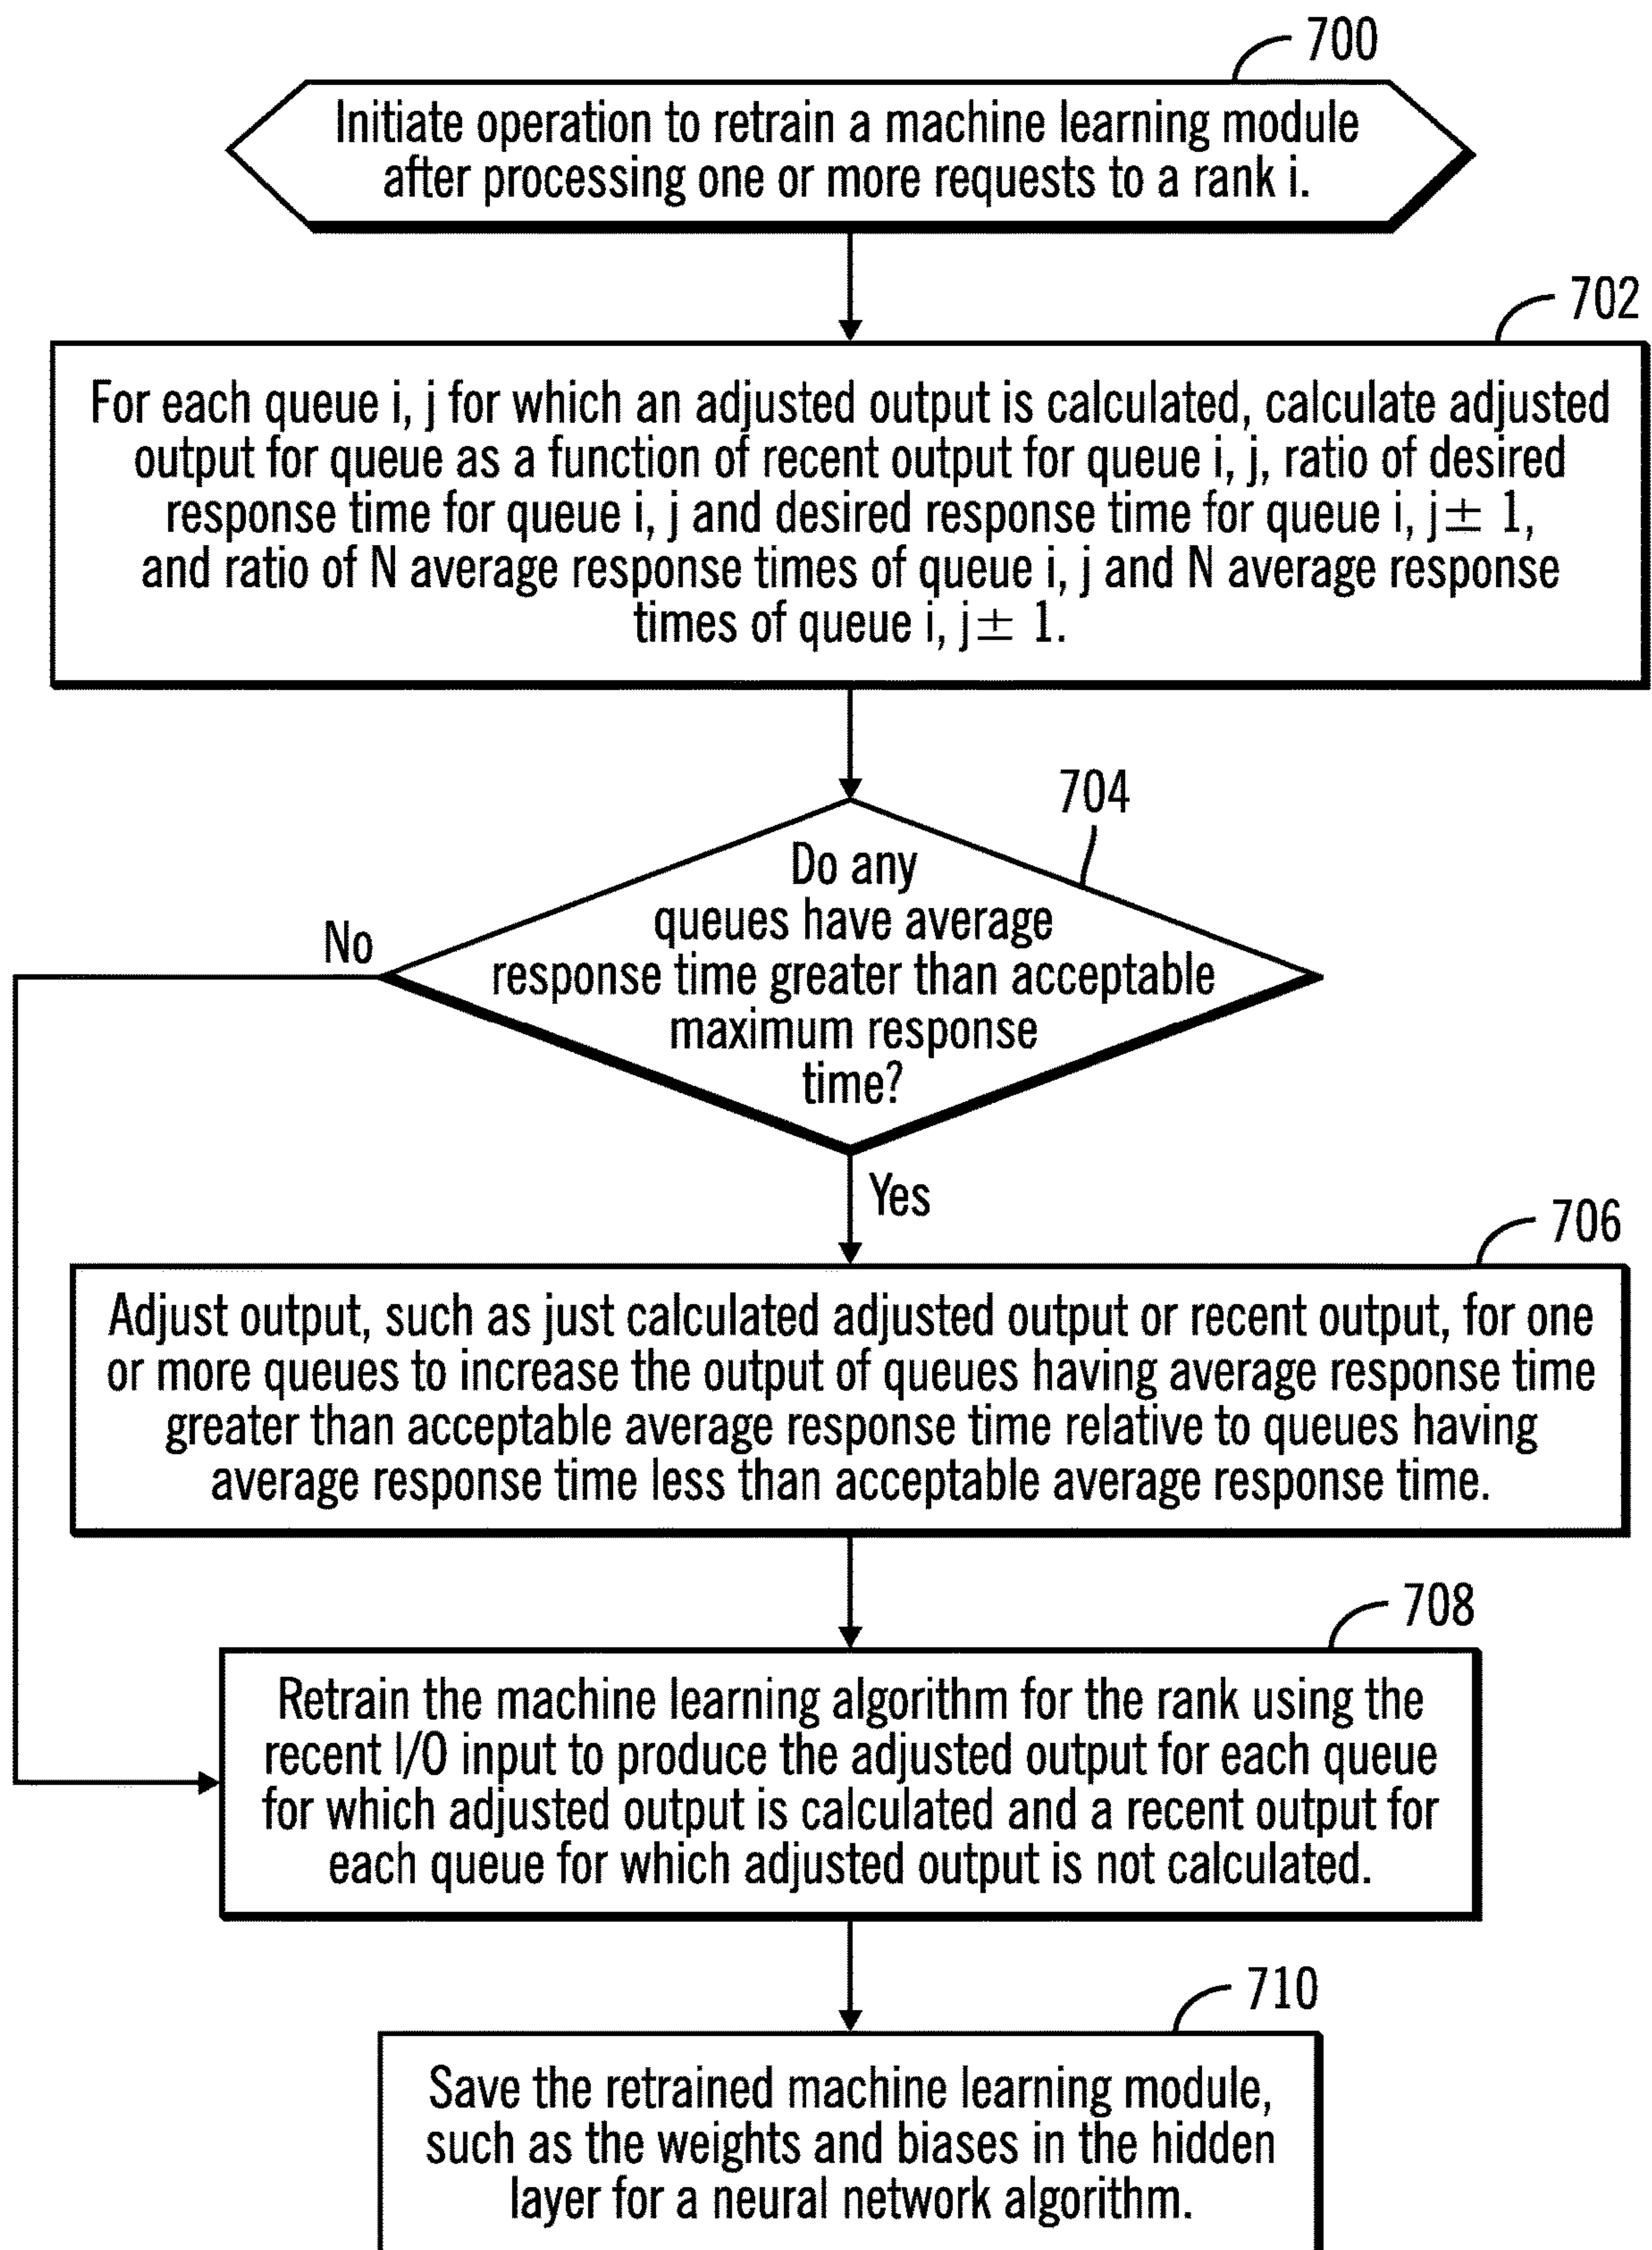 700
Initiate operation to retrain a machine learning module
after processing one or more requests to a rank i.
702
For each queue i, j for which an adjusted output is calculated, calculate adjusted
output for queue as a function of recent output for queue i, j, ratio of desired
response time for queue i, j and desired response time for queue i, j ± 1,
and ratio of N average response times of queue i, j and N average response
times of queue i, j ± 1.
704
Do any
queues have average
response time greater than acceptable
maximum response
time?
No
Yes
706
Adjust output, such as just calculated adjusted output or recent output, for one
or more queues to increase the output of queues having average response time
greater than acceptable average response time relative to queues having
average response time less than acceptable average response time.
708
Retrain the machine learning algorithm for the rank using the
recent I/O input to produce the adjusted output for each queue
for which adjusted output is calculated and a recent output for
each queue for which adjusted output is not calculated.
710
Save the retrained machine learning module,
such as the weights and biases in the hidden
layer for a neural network algorithm.